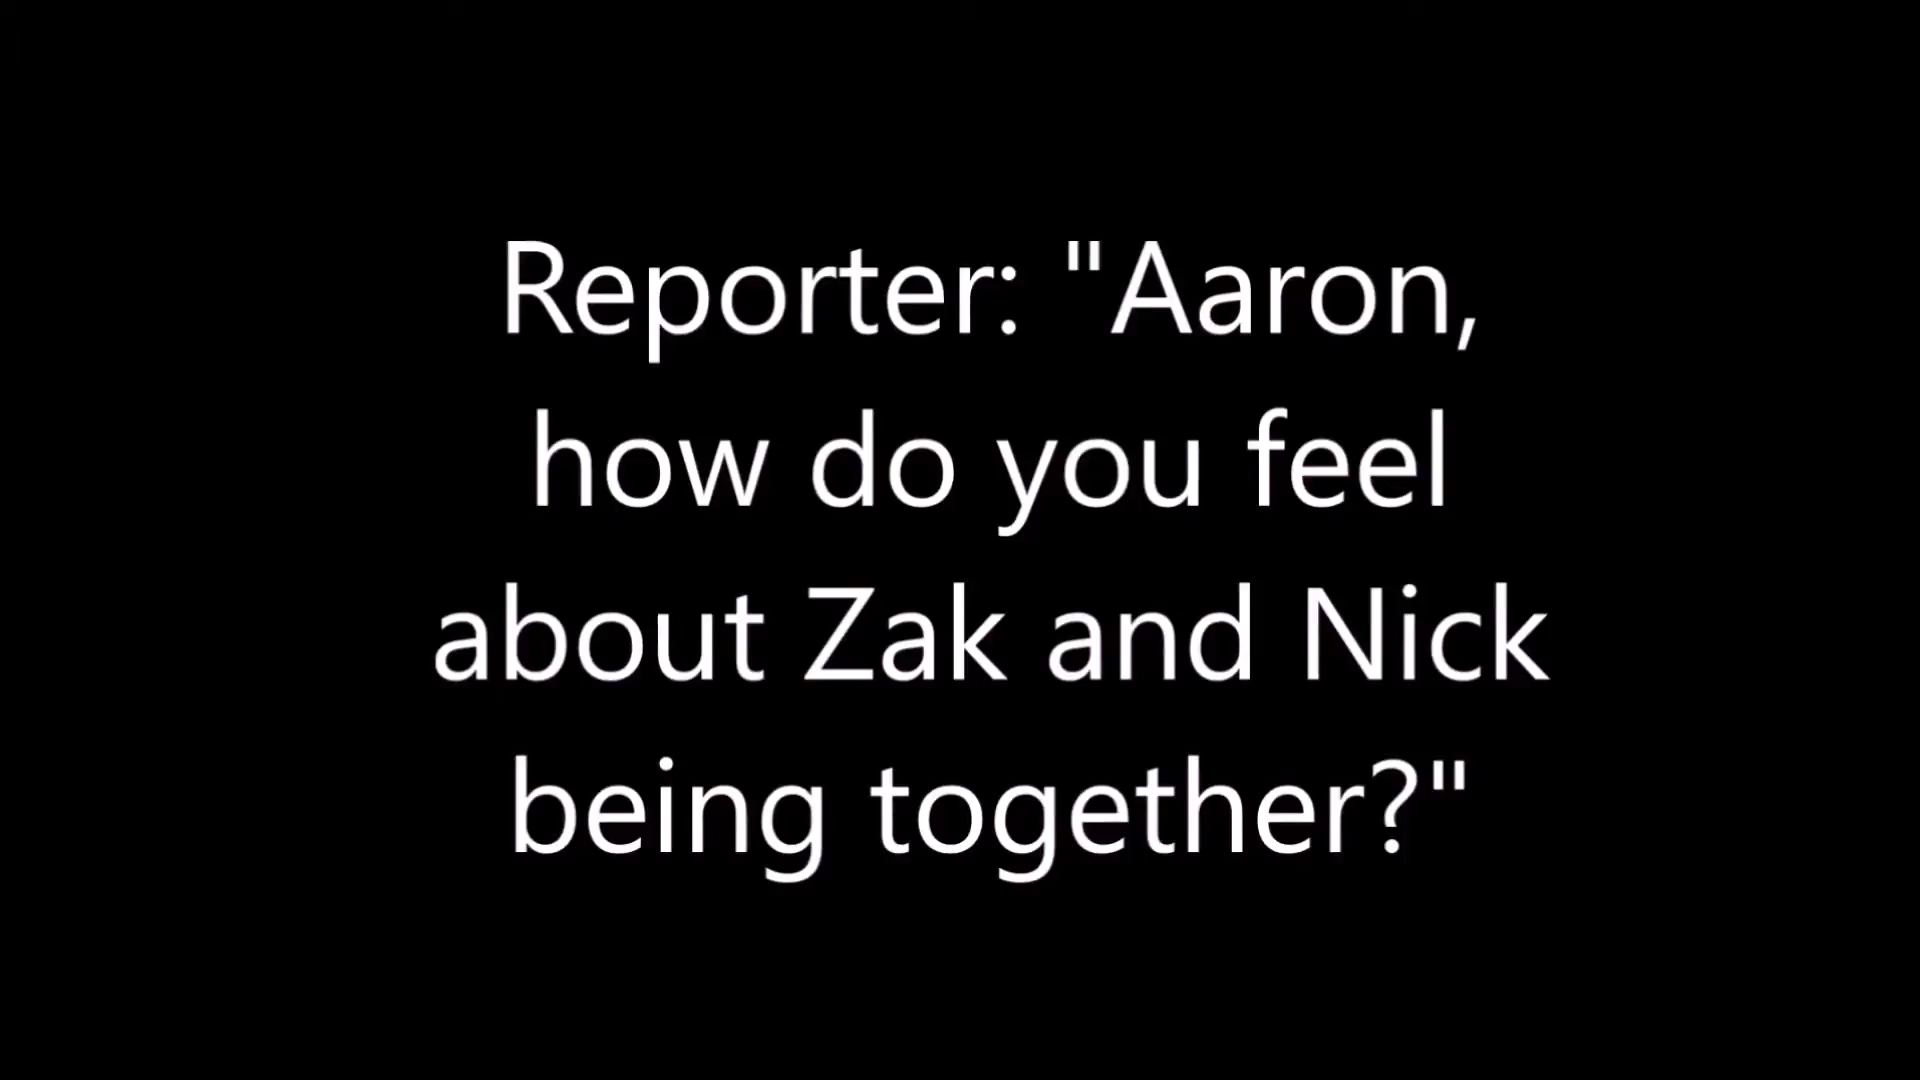 Reporter: "Aaron,
how do you feel
about Zak and Nick
being together?"